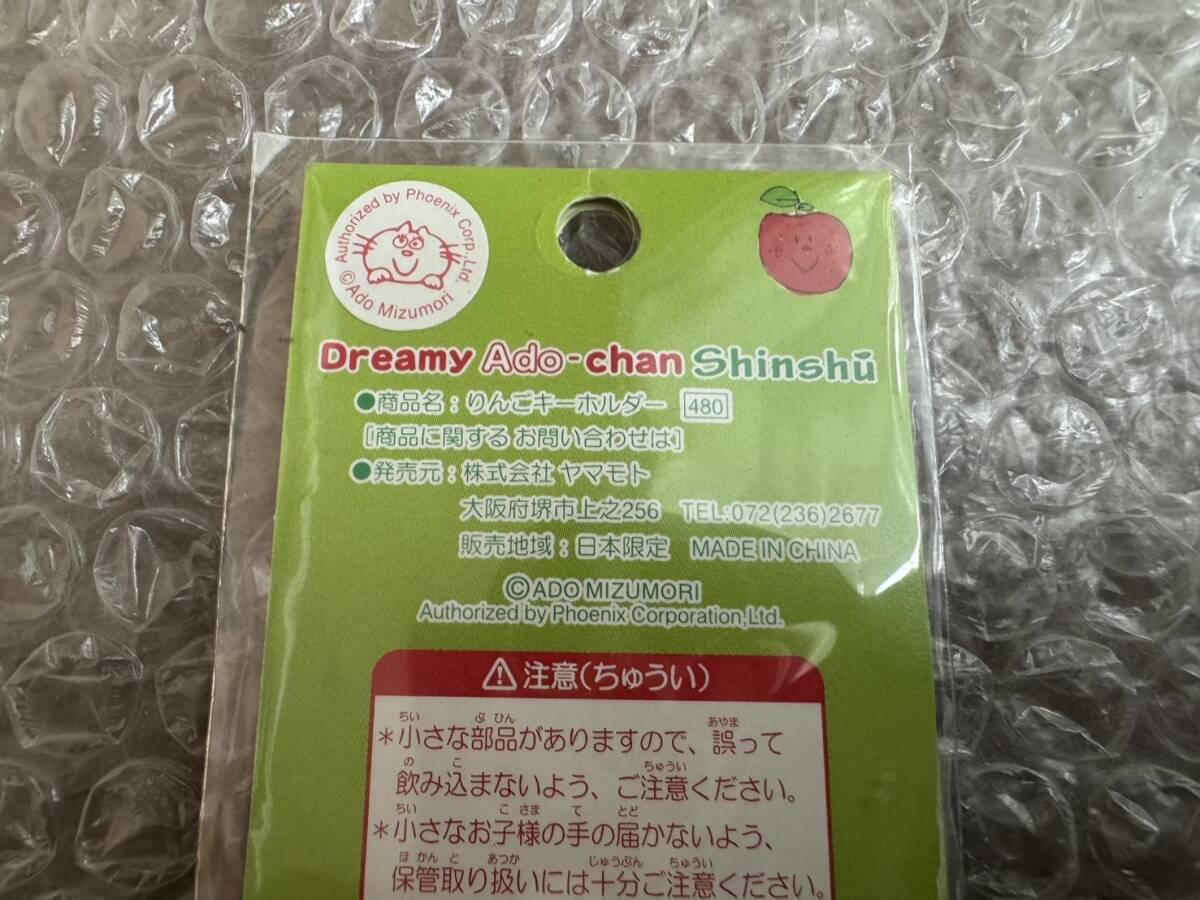 Authorized by Phoenix Corp.,Ltd
©Ado Mizumori
Dreamy Ado-chan Shinshū
●商品名：りんごキーホルダー 480
[商品に関する お問い合わせは]
●発売元：株式会社 ヤマモト
大阪府堺市上之256 TEL:072(236)2677
販売地域：日本限定 MADE IN CHINA
©ADO MIZUMORI
Authorized by Phoenix Corporation,Ltd.
⚠注意(ちゅうい)
ちい ぶ ひん あやま
＊小さな部品がありますので、誤って
の こ ちゅうい
飲み込まないよう、ご注意ください。
ちい こ さま て とど
＊小さなお子様の手の届かないよう、
ほ かん と あつか じゅうぶん ちゅうい
保管取り扱いには十分ご注意ください。